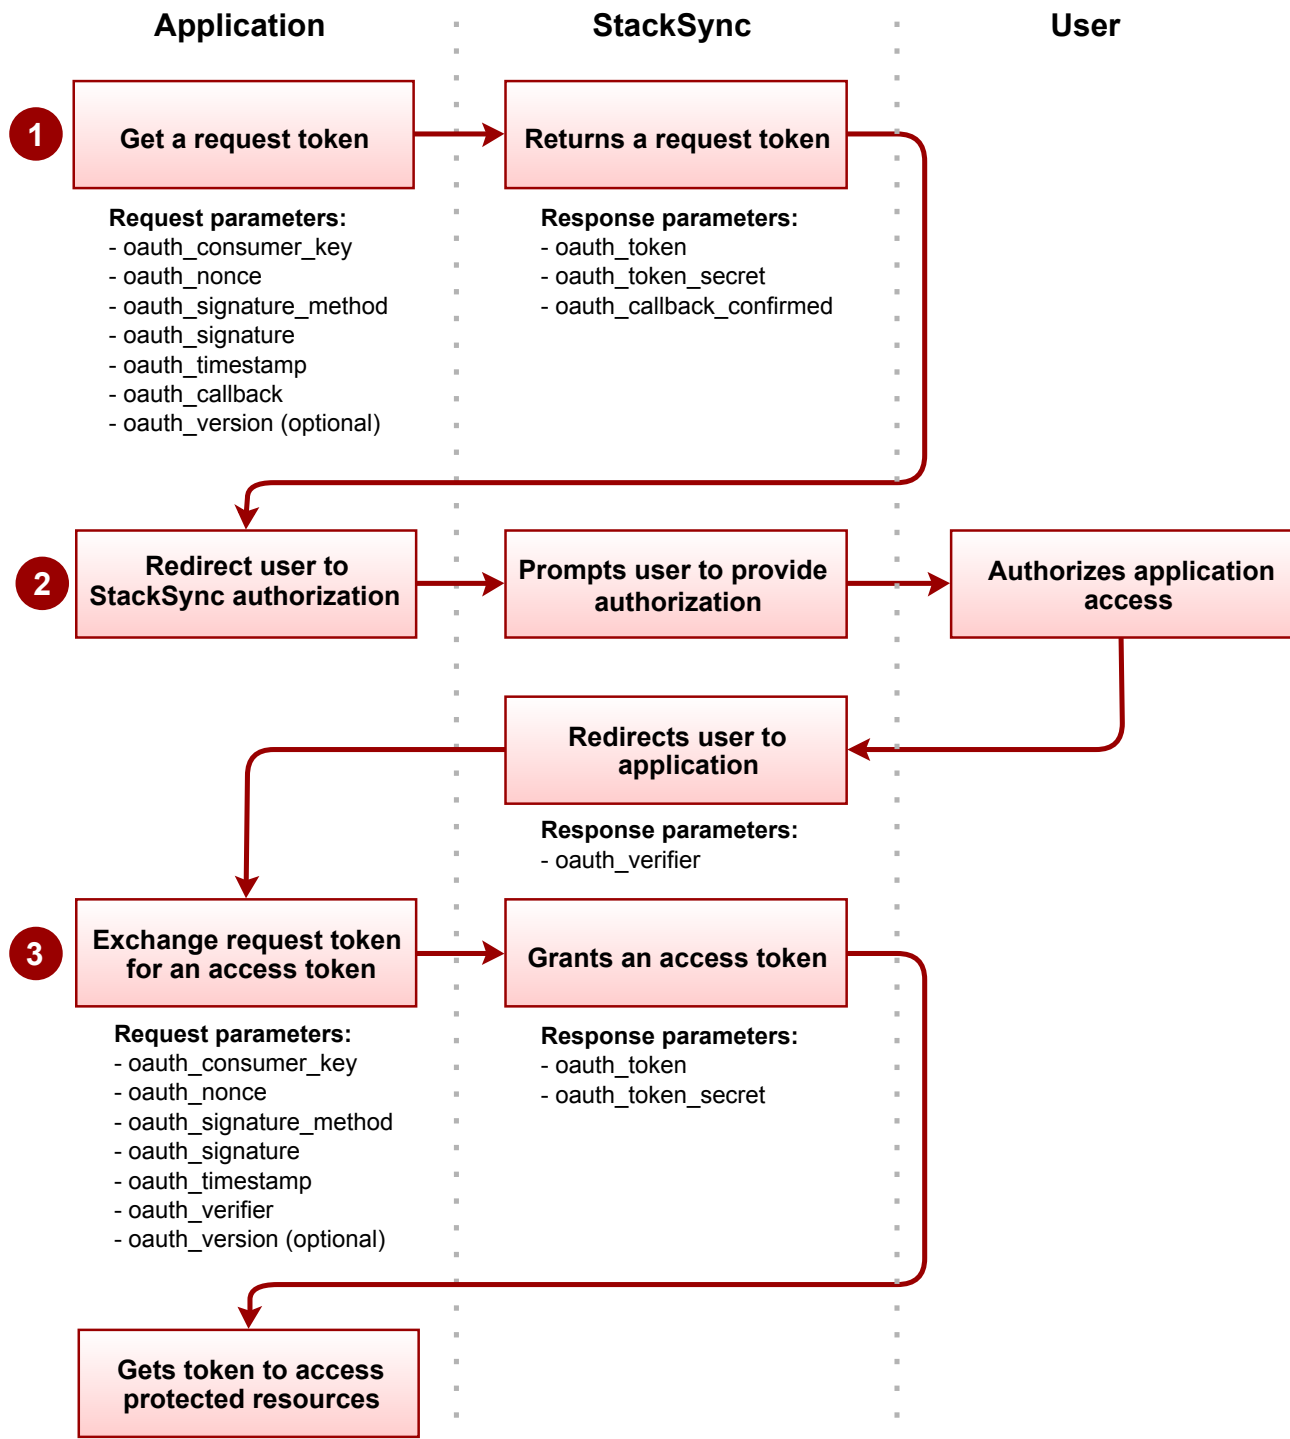 Application
StackSync
User
1
Get a request token
Returns a request token
Request parameters:
- oauth_consumer_key
- oauth_nonce
- oauth_signature_method
- oauth_signature
- oauth_timestamp
- oauth_callback
- oauth_version (optional)
Response parameters:
- oauth_token
- oauth_token_secret
- oauth_callback_confirmed
2
Redirect user to
StackSync authorization
Prompts user to provide
authorization
Authorizes application
access
Redirects user to
application
Response parameters:
- oauth_verifier
3
Exchange request token
for an access token
Grants an access token
Request parameters:
- oauth_consumer_key
- oauth_nonce
- oauth_signature_method
- oauth_signature
- oauth_timestamp
- oauth_verifier
- oauth_version (optional)
Response parameters:
- oauth_token
- oauth_token_secret
Gets token to access
protected resources